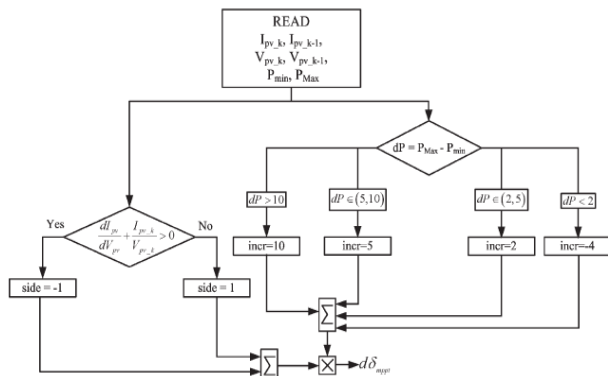 READ
I_pv_k, I_pv_k-1,
V_pv_k, V_pv_k-1,
P_min, P_Max
dP = P_Max - P_min
dP >10
dP ∈ (5,10)
dP ∈ (2,5)
dP < 2
Yes
dI_pv/dV_pv + I_pv_k/V_pv_k > 0
No
incr=10
incr=5
incr=2
incr=-4
side = -1
side = 1
Σ
Σ
×
dδ_mppt